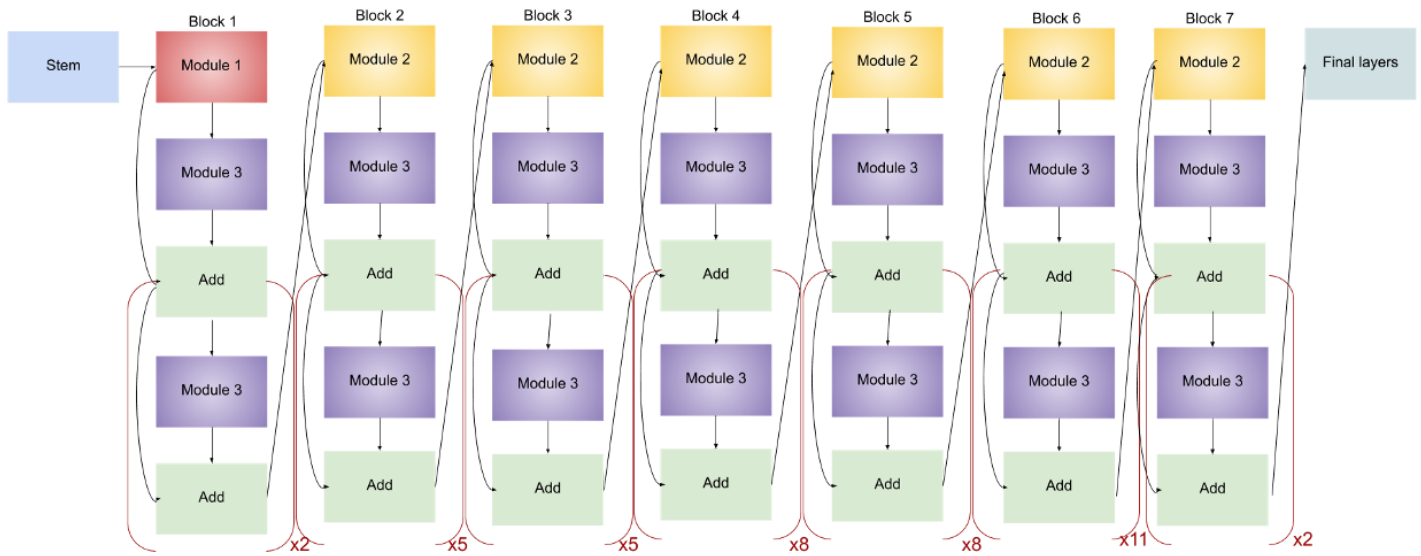 Stem
Block 1
Module 1
Module 3
Add
Module 3
Add
x2
Block 2
Module 2
Module 3
Add
Module 3
Add
x5
Block 3
Module 2
Module 3
Add
Module 3
Add
x5
Block 4
Module 2
Module 3
Add
Module 3
Add
x8
Block 5
Module 2
Module 3
Add
Module 3
Add
x8
Block 6
Module 2
Module 3
Add
Module 3
Add
x11
Block 7
Module 2
Module 3
Add
Module 3
Add
x2
Final layers